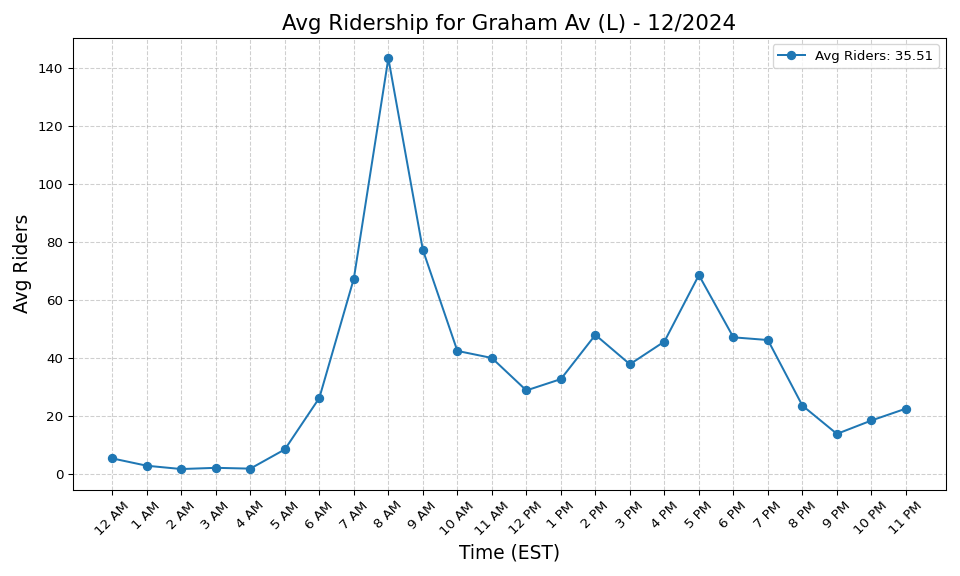 Avg Ridership for Graham Av (L) - 12/2024
Avg Riders: 35.51
Avg Riders
140
120
100
80
60
40
20
0
12 AM
1 AM
2 AM
3 AM
4 AM
5 AM
6 AM
7 AM
8 AM
9 AM
10 AM
11 AM
12 PM
1 PM
2 PM
3 PM
4 PM
5 PM
6 PM
7 PM
8 PM
9 PM
10 PM
11 PM
Time (EST)